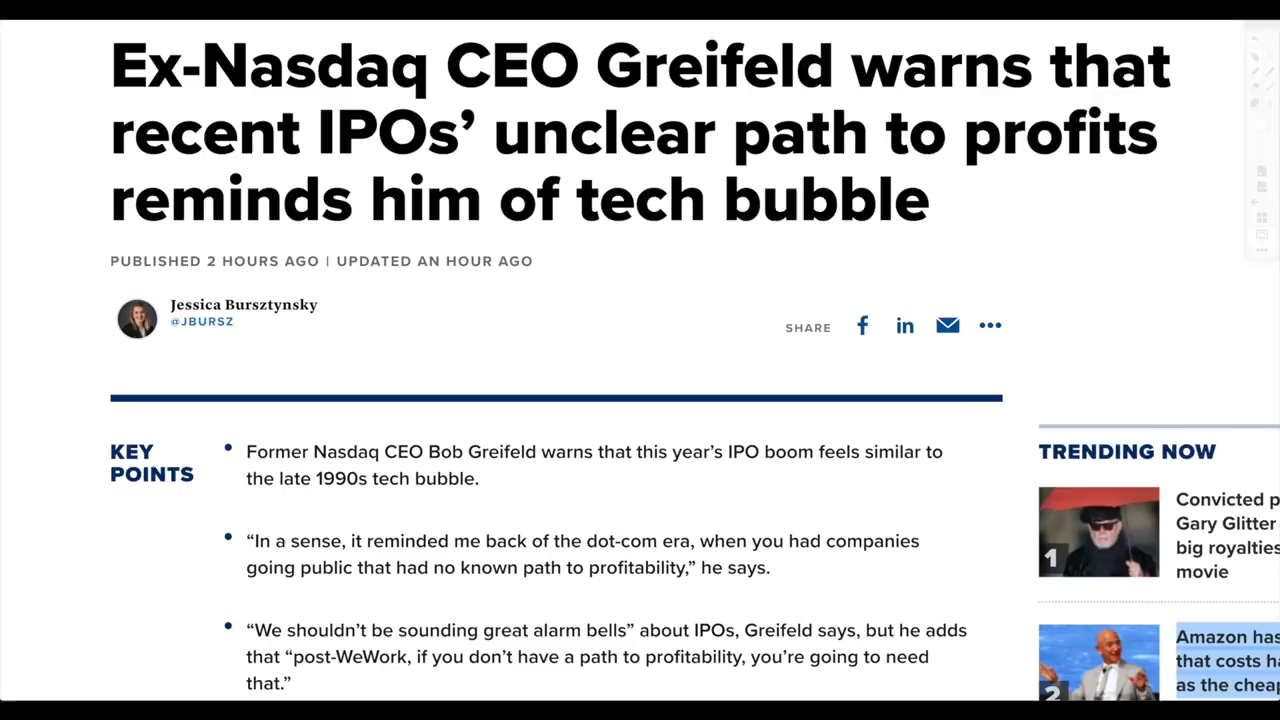 Ex-Nasdaq CEO Greifeld warns that
recent IPOs’ unclear path to profits
reminds him of tech bubble
PUBLISHED 2 HOURS AGO | UPDATED AN HOUR AGO
Jessica Bursztynsky
@JBURSZ
SHARE
KEY
POINTS
Former Nasdaq CEO Bob Greifeld warns that this year’s IPO boom feels similar to
the late 1990s tech bubble.
“In a sense, it reminded me back of the dot-com era, when you had companies
going public that had no known path to profitability,” he says.
“We shouldn’t be sounding great alarm bells” about IPOs, Greifeld says, but he adds
that “post-WeWork, if you don’t have a path to profitability, you’re going to need
that.”
TRENDING NOW
1
Convicted p
Gary Glitter
big royalties
movie
2
Amazon has
that costs ha
as the cheap